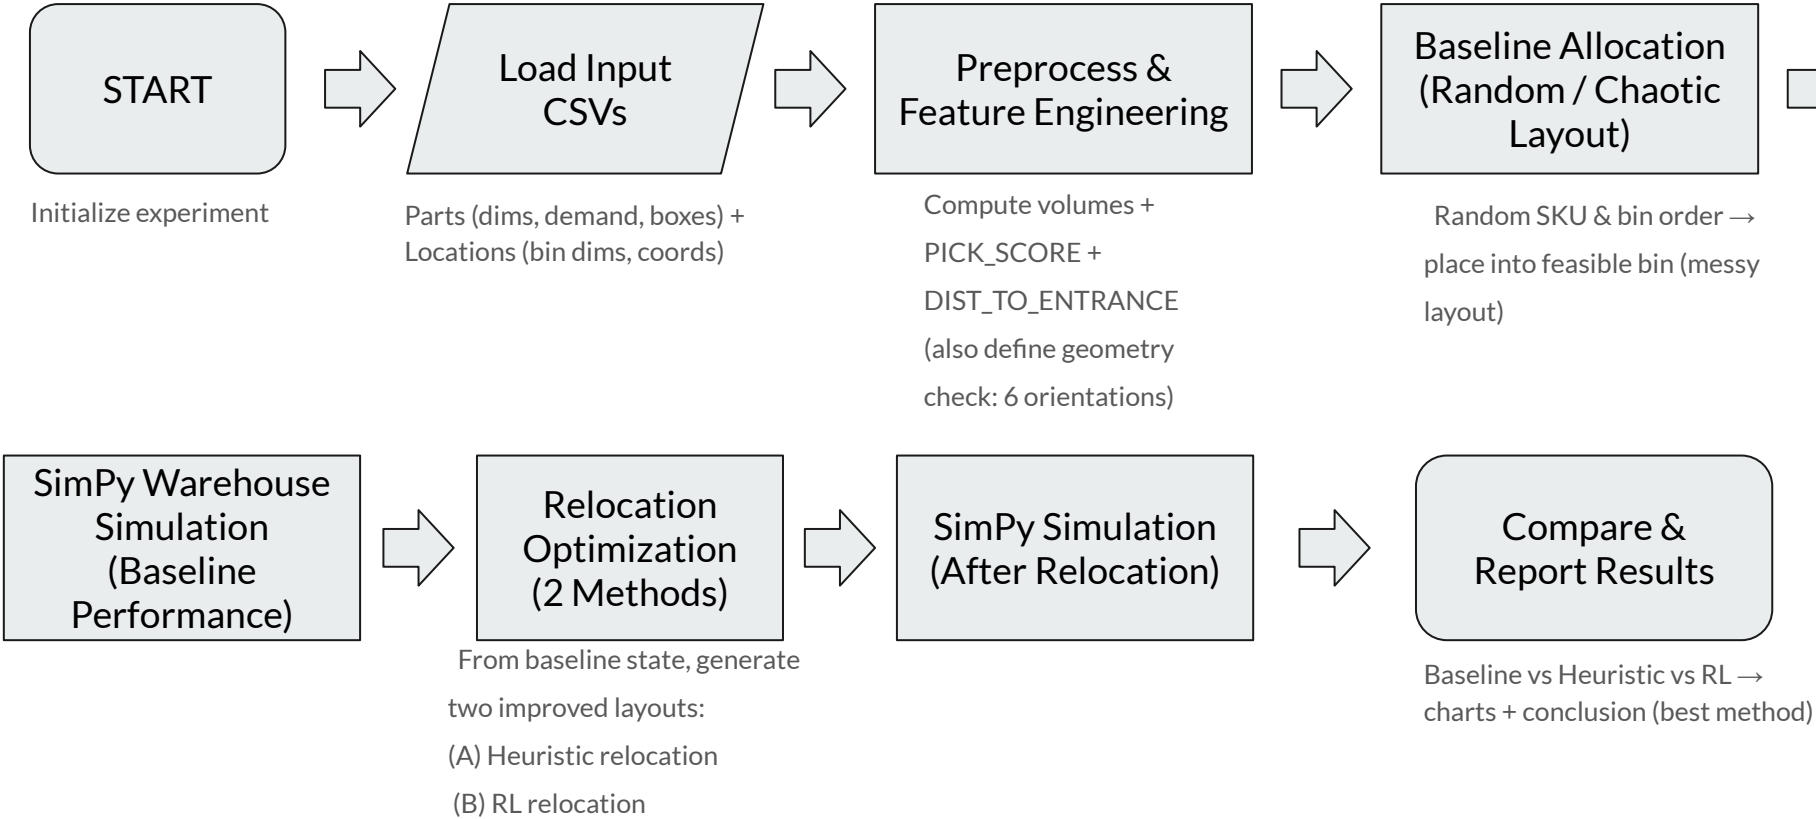 START
Load Input
CSVs
Preprocess &
Feature Engineering
Baseline Allocation
(Random / Chaotic
Layout)
Initialize experiment
Parts (dims, demand, boxes) +
Locations (bin dims, coords)
Compute volumes +
PICK_SCORE +
DIST_TO_ENTRANCE
(also define geometry
check: 6 orientations)
Random SKU & bin order →
place into feasible bin (messy
layout)
SimPy Warehouse
Simulation
(Baseline
Performance)
Relocation
Optimization
(2 Methods)
SimPy Simulation
(After Relocation)
Compare &
Report Results
From baseline state, generate
two improved layouts:
(A) Heuristic relocation
(B) RL relocation
Baseline vs Heuristic vs RL →
charts + conclusion (best method)